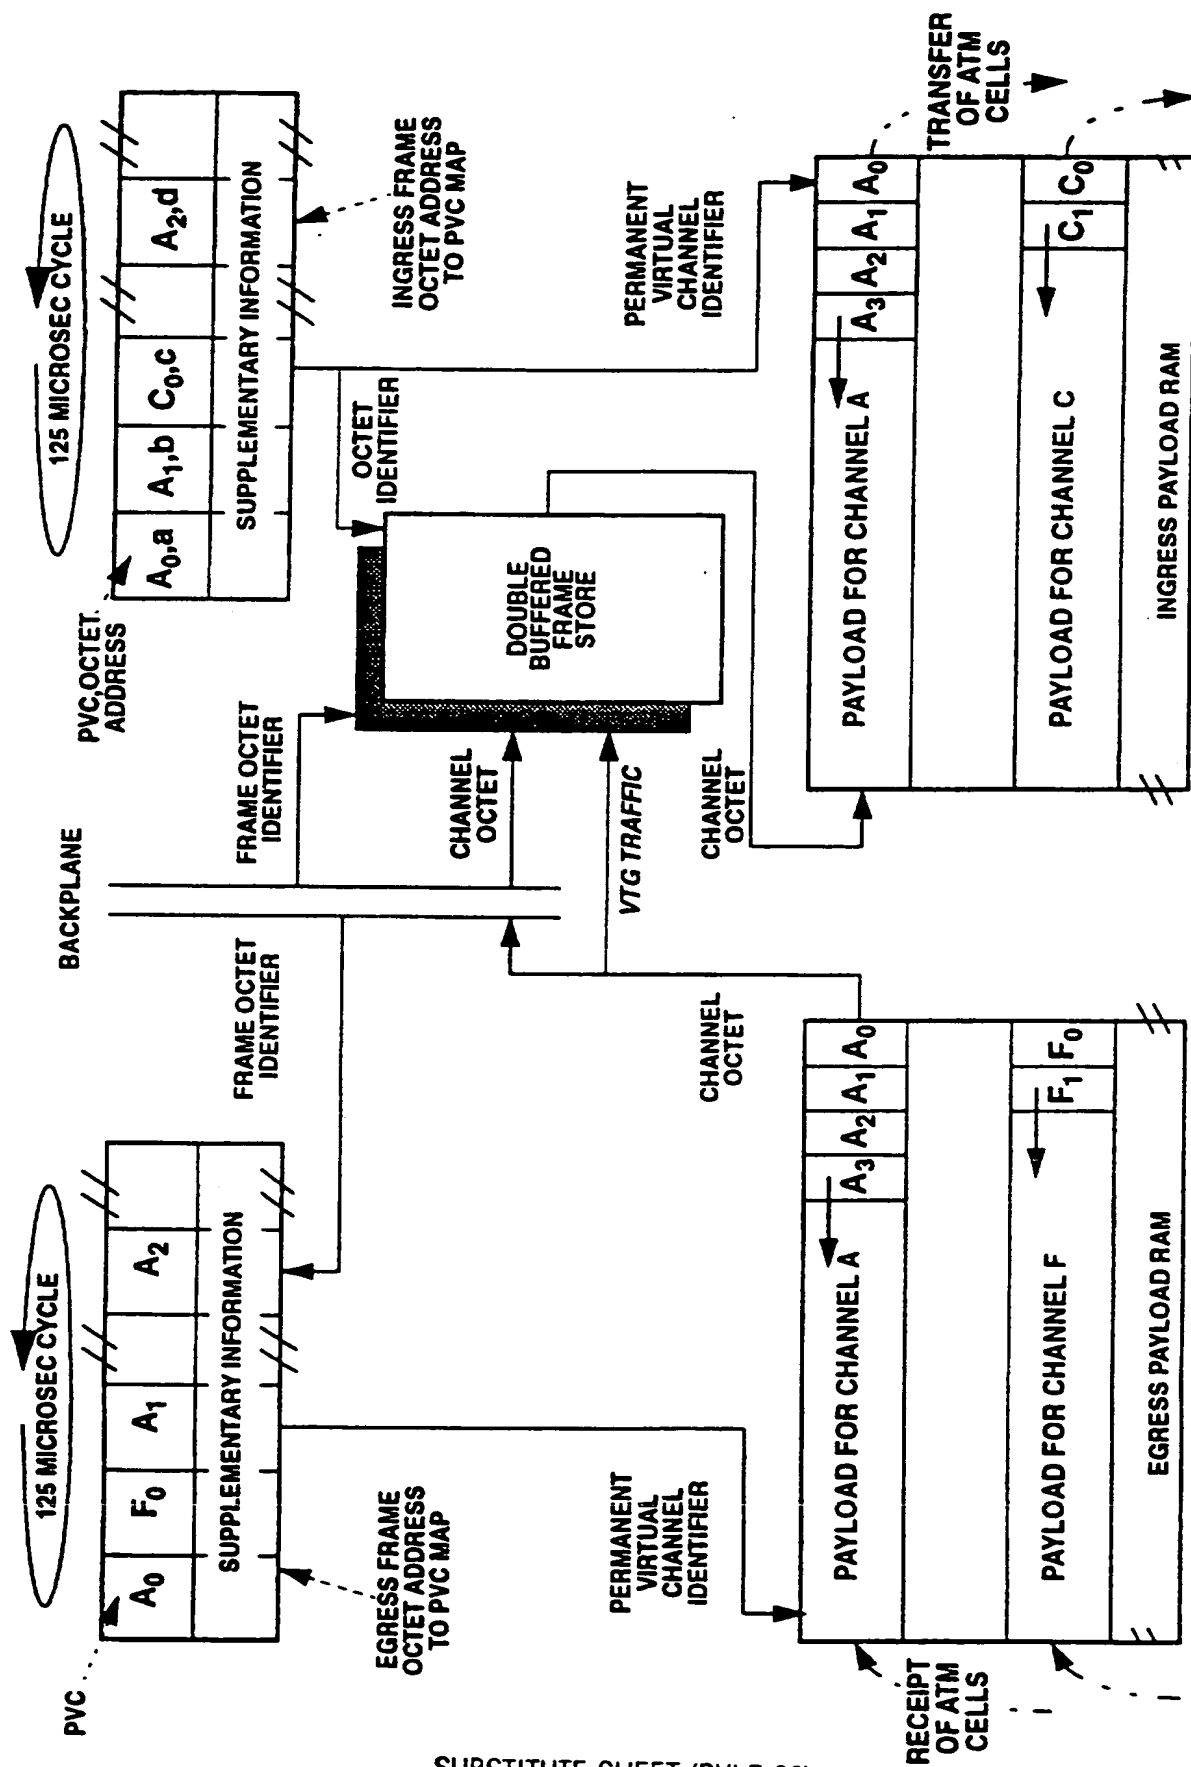 125 MICROSEC CYCLE
PVC
A0
F0
A1
A2
SUPPLEMENTARY INFORMATION
EGRESS FRAME
OCTET ADDRESS
TO PVC MAP
BACKPLANE
FRAME OCTET
IDENTIFIER
FRAME OCTET
IDENTIFIER
125 MICROSEC CYCLE
PVC,OCTET
ADDRESS
A0,a
A1,b
C0,c
A2,d
SUPPLEMENTARY INFORMATION
INGRESS FRAME
OCTET ADDRESS
TO PVC MAP
OCTET
IDENTIFIER
CHANNEL
OCTET
DOUBLE
BUFFERED
FRAME
STORE
VTG TRAFFIC
PERMANENT
VIRTUAL
CHANNEL
IDENTIFIER
CHANNEL
OCTET
CHANNEL
OCTET
PERMANENT
VIRTUAL
CHANNEL
IDENTIFIER
RECEIPT
OF ATM
CELLS
PAYLOAD FOR CHANNEL A
A3
A2
A1
A0
PAYLOAD FOR CHANNEL F
F1
F0
EGRESS PAYLOAD RAM
PAYLOAD FOR CHANNEL A
A3
A2
A1
A0
PAYLOAD FOR CHANNEL C
C1
C0
INGRESS PAYLOAD RAM
TRANSFER
OF ATM
CELLS